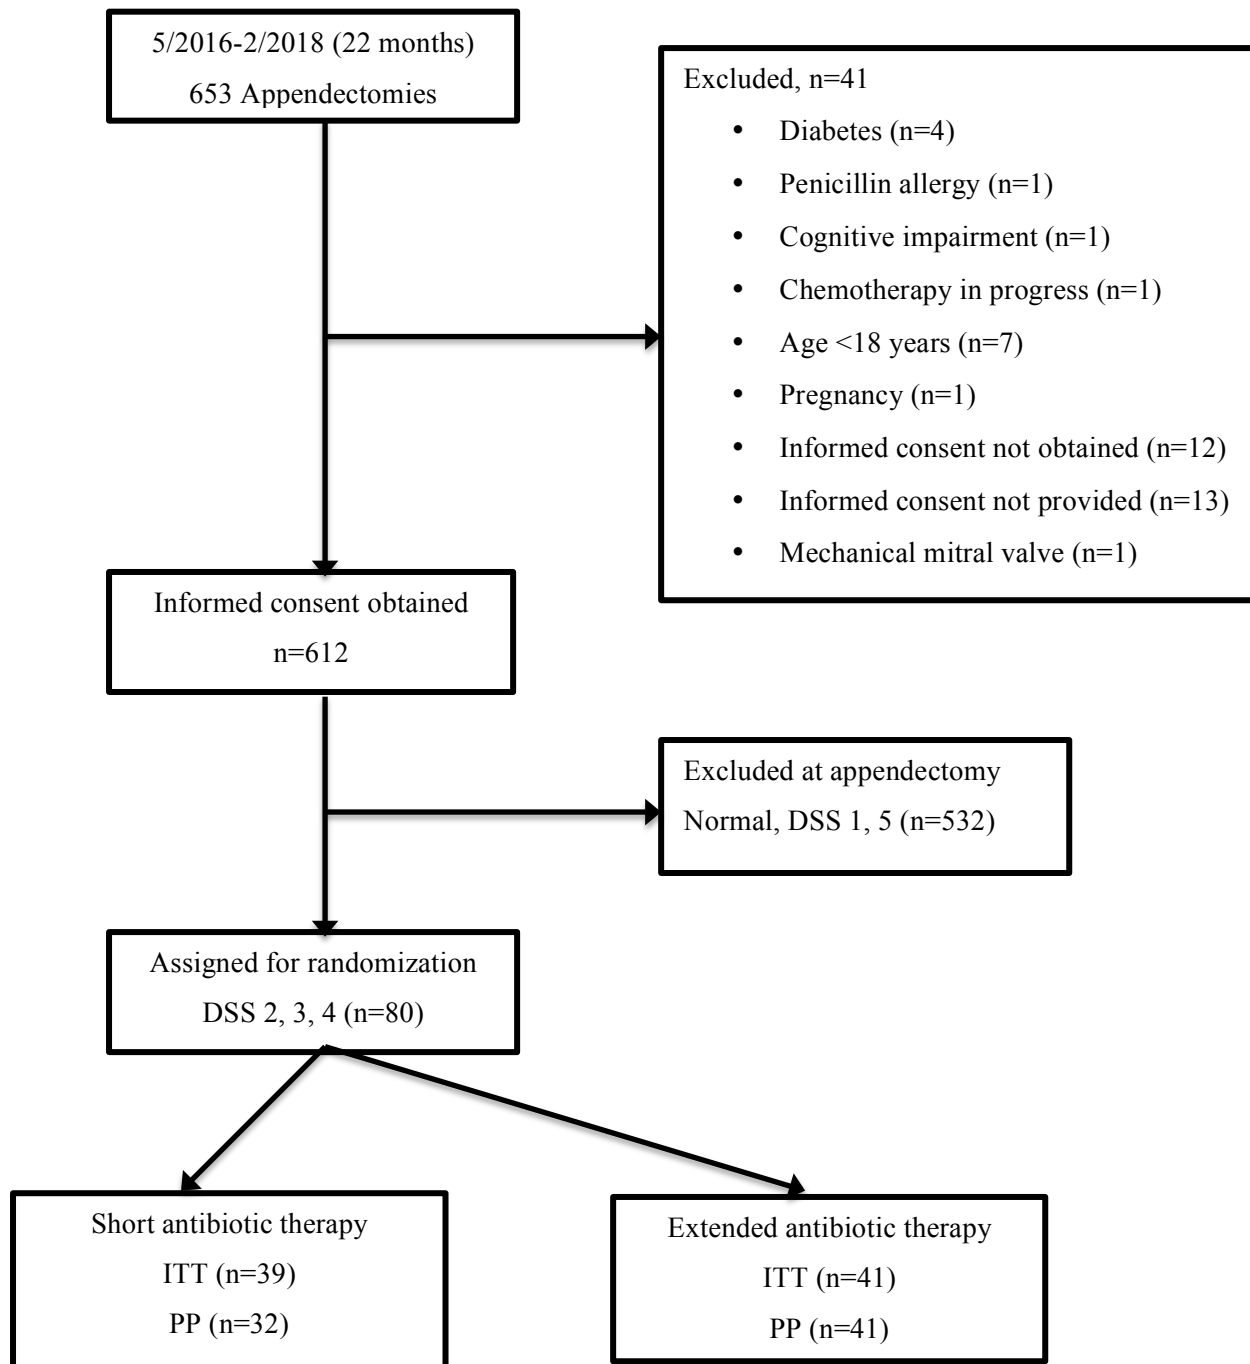 5/2016-2/2018 (22 months)
653 Appendectomies
Excluded, n=41
• Diabetes (n=4)
• Penicillin allergy (n=1)
• Cognitive impairment (n=1)
• Chemotherapy in progress (n=1)
• Age <18 years (n=7)
• Pregnancy (n=1)
• Informed consent not obtained (n=12)
• Informed consent not provided (n=13)
• Mechanical mitral valve (n=1)
Informed consent obtained
n=612
Excluded at appendectomy
Normal, DSS 1, 5 (n=532)
Assigned for randomization
DSS 2, 3, 4 (n=80)
Short antibiotic therapy
ITT (n=39)
PP (n=32)
Extended antibiotic therapy
ITT (n=41)
PP (n=41)